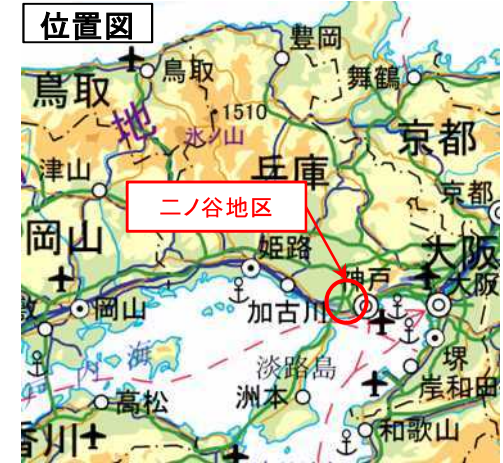 位置図
豊岡
鳥取
鳥取
舞鶴
地
1510
氷ノ山
京都
兵庫
津山
二ノ谷地区
京都
岡山
姫路
大阪
神戸
大阪
岡山
加古川
堺
内海
淡路島
岸和田
高松
洲本
香川
和歌山